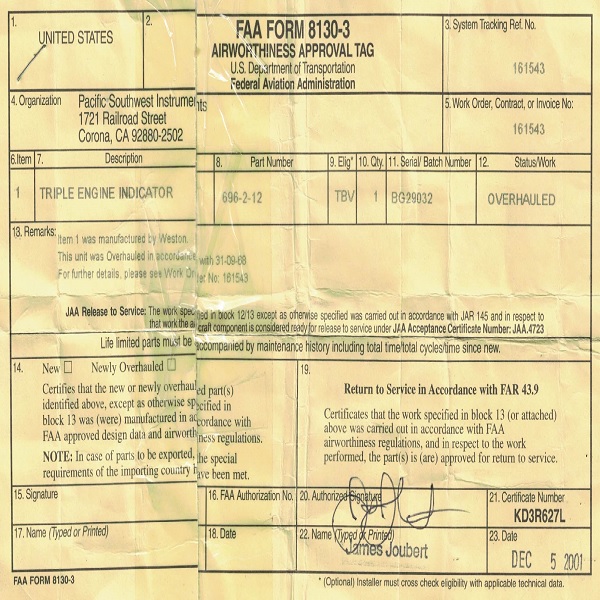 1.
UNITED STATES
2.
FAA FORM 8130-3
AIRWORTHINESS APPROVAL TAG
U.S. Department of Transportation
Federal Aviation Administration
3. System Tracking Ref. No.
161543
4. Organization
Pacific Southwest Instruments
1721 Railroad Street
Corona, CA 92880-2502
5. Work Order, Contract, or Invoice No:
161543
6.Item 7. Description 8. Part Number 9. Elig* 10. Qty. 11. Serial/ Batch Number 12. Status/Work
1 TRIPLE ENGINE INDICATOR 696-2-12 TBV 1 BG29032 OVERHAULED
13. Remarks:
Item 1 was manufactured by Weston.
This unit was Overhauled in accordance with 31-09-68
For further details, please see Work Order No: 161543
JAA Release to Service: The work specified in block 12/13 except as otherwise specified was carried out in accordance with JAR 145 and in respect to
that work the aircraft component is considered ready for release to service under JAA Acceptance Certificate Number: JAA.4723
Life limited parts must be accompanied by maintenance history including total time/total cycles/time since new.
14.
New ☐ Newly Overhauled ☐
Certifies that the new or newly overhauled part(s)
identified above, except as otherwise specified in
block 13 was (were) manufactured in accordance with
FAA approved design data and airworthiness regulations.
NOTE: In case of parts to be exported, the special
requirements of the importing country have been met.
19.
Return to Service in Accordance with FAR 43.9
Certificates that the work specified in block 13 (or attached)
above was carried out in accordance with FAA
airworthiness regulations, and in respect to the work
performed, the part(s) is (are) approved for return to service.
15. Signature
16. FAA Authorization No.
20. Authorized Signature
21. Certificate Number
KD3R627L
17. Name (Typed or Printed)
18. Date
22. Name (Typed or Printed)
James Joubert
23. Date
DEC 5 2001
FAA FORM 8130-3
* (Optional) Installer must cross check eligibility with applicable technical data.